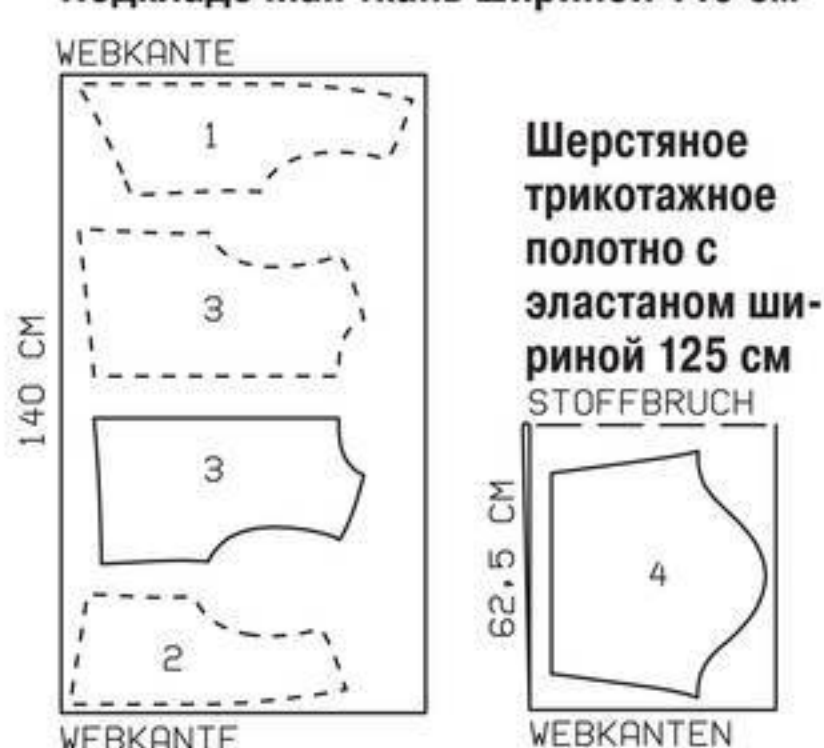 WEBKANTE
1
3
140 CM
3
2
WEBKANTE
Шерстяное
трикотажное
полотно с
эластаном ши-
риной 125 см
STOFFBRUCH
62,5 CM
4
WEBKANTEN